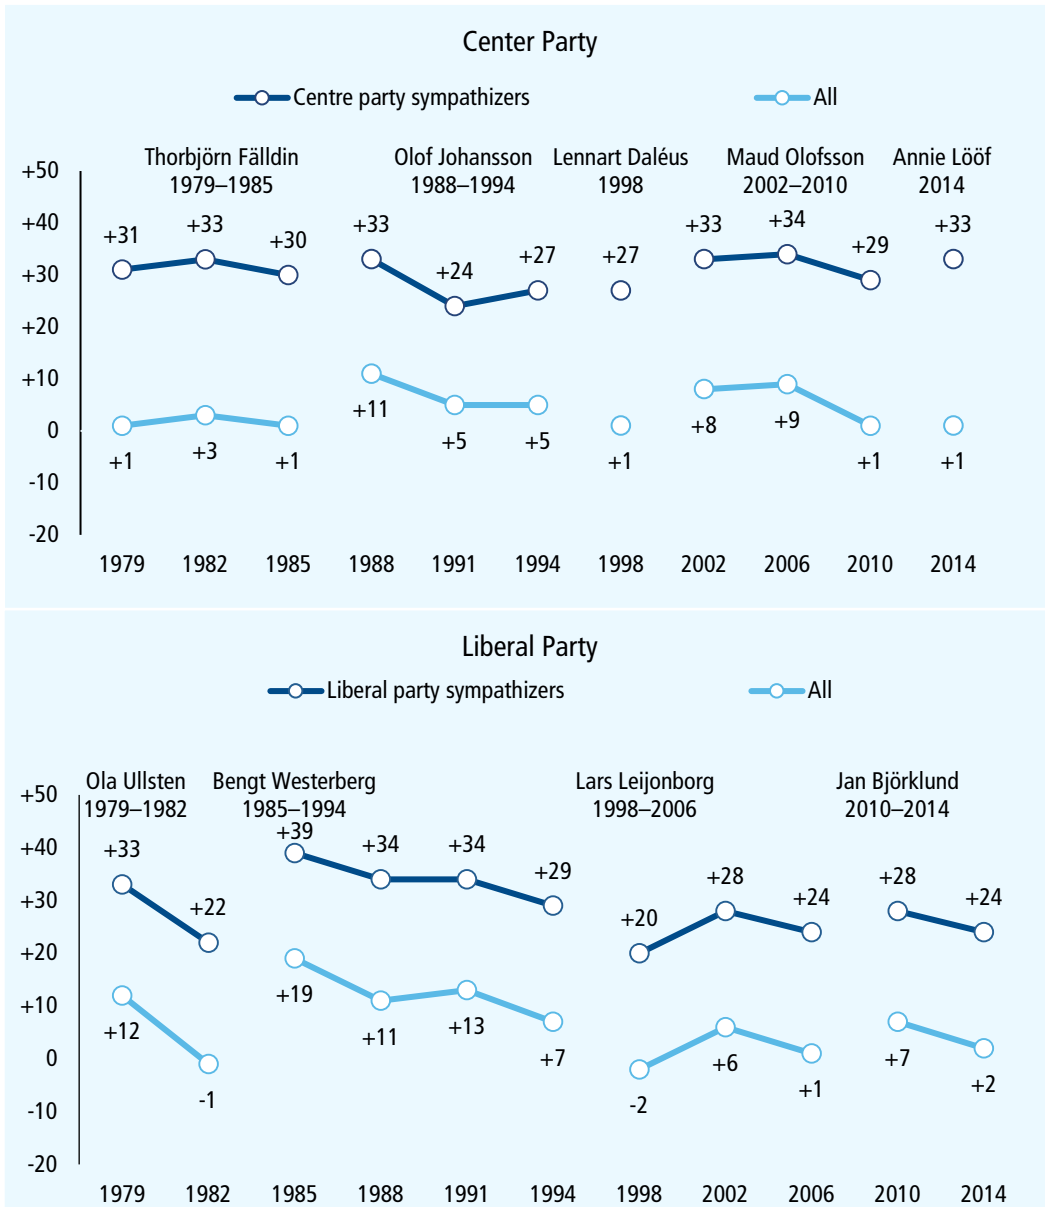 Center Party
Centre party sympathizers All
Thorbjörn Fälldin Olof Johansson Lennart Daléus Maud Olofsson Annie Lööf
1979–1985 1988–1994 1998 2002–2010 2014
+50
+40
+30
+20
+10
0
-10
-20
+31 +33 +30 +33 +24 +27 +27 +33 +34 +29 +33
+1 +3 +1 +11 +5 +5 +1 +8 +9 +1 +1
1979 1982 1985 1988 1991 1994 1998 2002 2006 2010 2014
Liberal Party
Liberal party sympathizers All
Ola Ullsten Bengt Westerberg Lars Leijonborg Jan Björklund
1979–1982 1985–1994 1998–2006 2010–2014
+50
+40
+30
+20
+10
0
-10
-20
+33 +22 +39 +34 +34 +29 +20 +28 +24 +28 +24
+12 -1 +19 +11 +13 +7 -2 +6 +1 +7 +2
1979 1982 1985 1988 1991 1994 1998 2002 2006 2010 2014